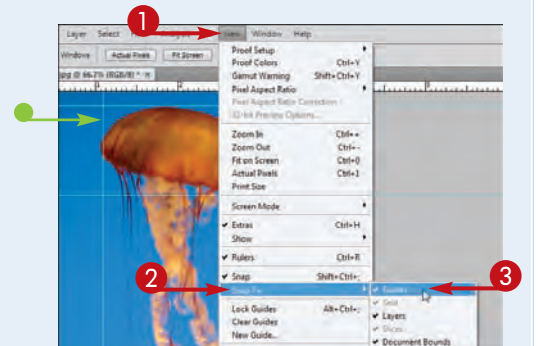 1
Layer Select View Window Help
Windows Actual Pixels Fit Screen
jpg @ 66.7% (RGB/8) * ×
Proof Setup
Proof Colors Ctrl+Y
Gamut Warning Shift+Ctrl+Y
Pixel Aspect Ratio
Pixel Aspect Ratio Correction
32-bit Preview Options...
Zoom In Ctrl++
Zoom Out Ctrl+-
Fit on Screen Ctrl+0
Actual Pixels Ctrl+1
Print Size
Screen Mode
Extras Ctrl+H
Show
Rulers Ctrl+R
Snap Shift+Ctrl+;
2 Snap To Guides 3
Grid
Lock Guides Alt+Ctrl+; Layers
Clear Guides Slices
New Guide... Document Bounds